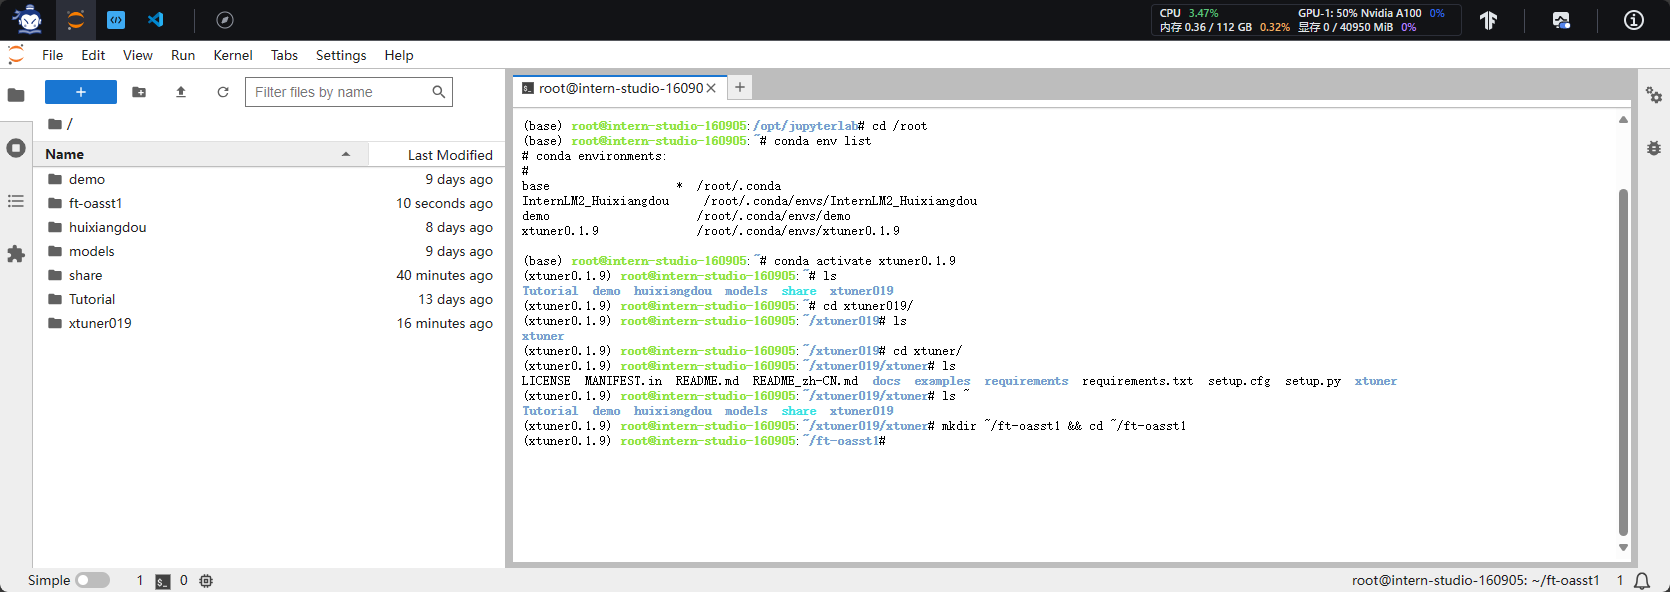 CPU 3.47% GPU-1: 50% Nvidia A100 0%
内存 0.36 / 112 GB 0.32% 显存 0 / 40950 MiB 0%
File Edit View Run Kernel Tabs Settings Help
+
Filter files by name
/
Name Last Modified
demo 9 days ago
ft-oasst1 10 seconds ago
huixiangdou 8 days ago
models 9 days ago
share 40 minutes ago
Tutorial 13 days ago
xtuner019 16 minutes ago
root@intern-studio-16090
(base) root@intern-studio-160905:/opt/jupyterlab# cd /root
(base) root@intern-studio-160905:~# conda env list
# conda environments:
#
base * /root/.conda
InternLM2_Huixiangdou /root/.conda/envs/InternLM2_Huixiangdou
demo /root/.conda/envs/demo
xtuner0.1.9 /root/.conda/envs/xtuner0.1.9
(base) root@intern-studio-160905:~# conda activate xtuner0.1.9
(xtuner0.1.9) root@intern-studio-160905:~# ls
Tutorial demo huixiangdou models share xtuner019
(xtuner0.1.9) root@intern-studio-160905:~# cd xtuner019/
(xtuner0.1.9) root@intern-studio-160905:~/xtuner019# ls
xtuner
(xtuner0.1.9) root@intern-studio-160905:~/xtuner019# cd xtuner/
(xtuner0.1.9) root@intern-studio-160905:~/xtuner019/xtuner# ls
LICENSE MANIFEST.in README.md README_zh-CN.md docs examples requirements requirements.txt setup.cfg setup.py xtuner
(xtuner0.1.9) root@intern-studio-160905:~/xtuner019/xtuner# ls ~
Tutorial demo huixiangdou models share xtuner019
(xtuner0.1.9) root@intern-studio-160905:~/xtuner019/xtuner# mkdir ~/ft-oasst1 && cd ~/ft-oasst1
(xtuner0.1.9) root@intern-studio-160905:~/ft-oasst1#
Simple 1 0 root@intern-studio-160905: ~/ft-oasst1 1